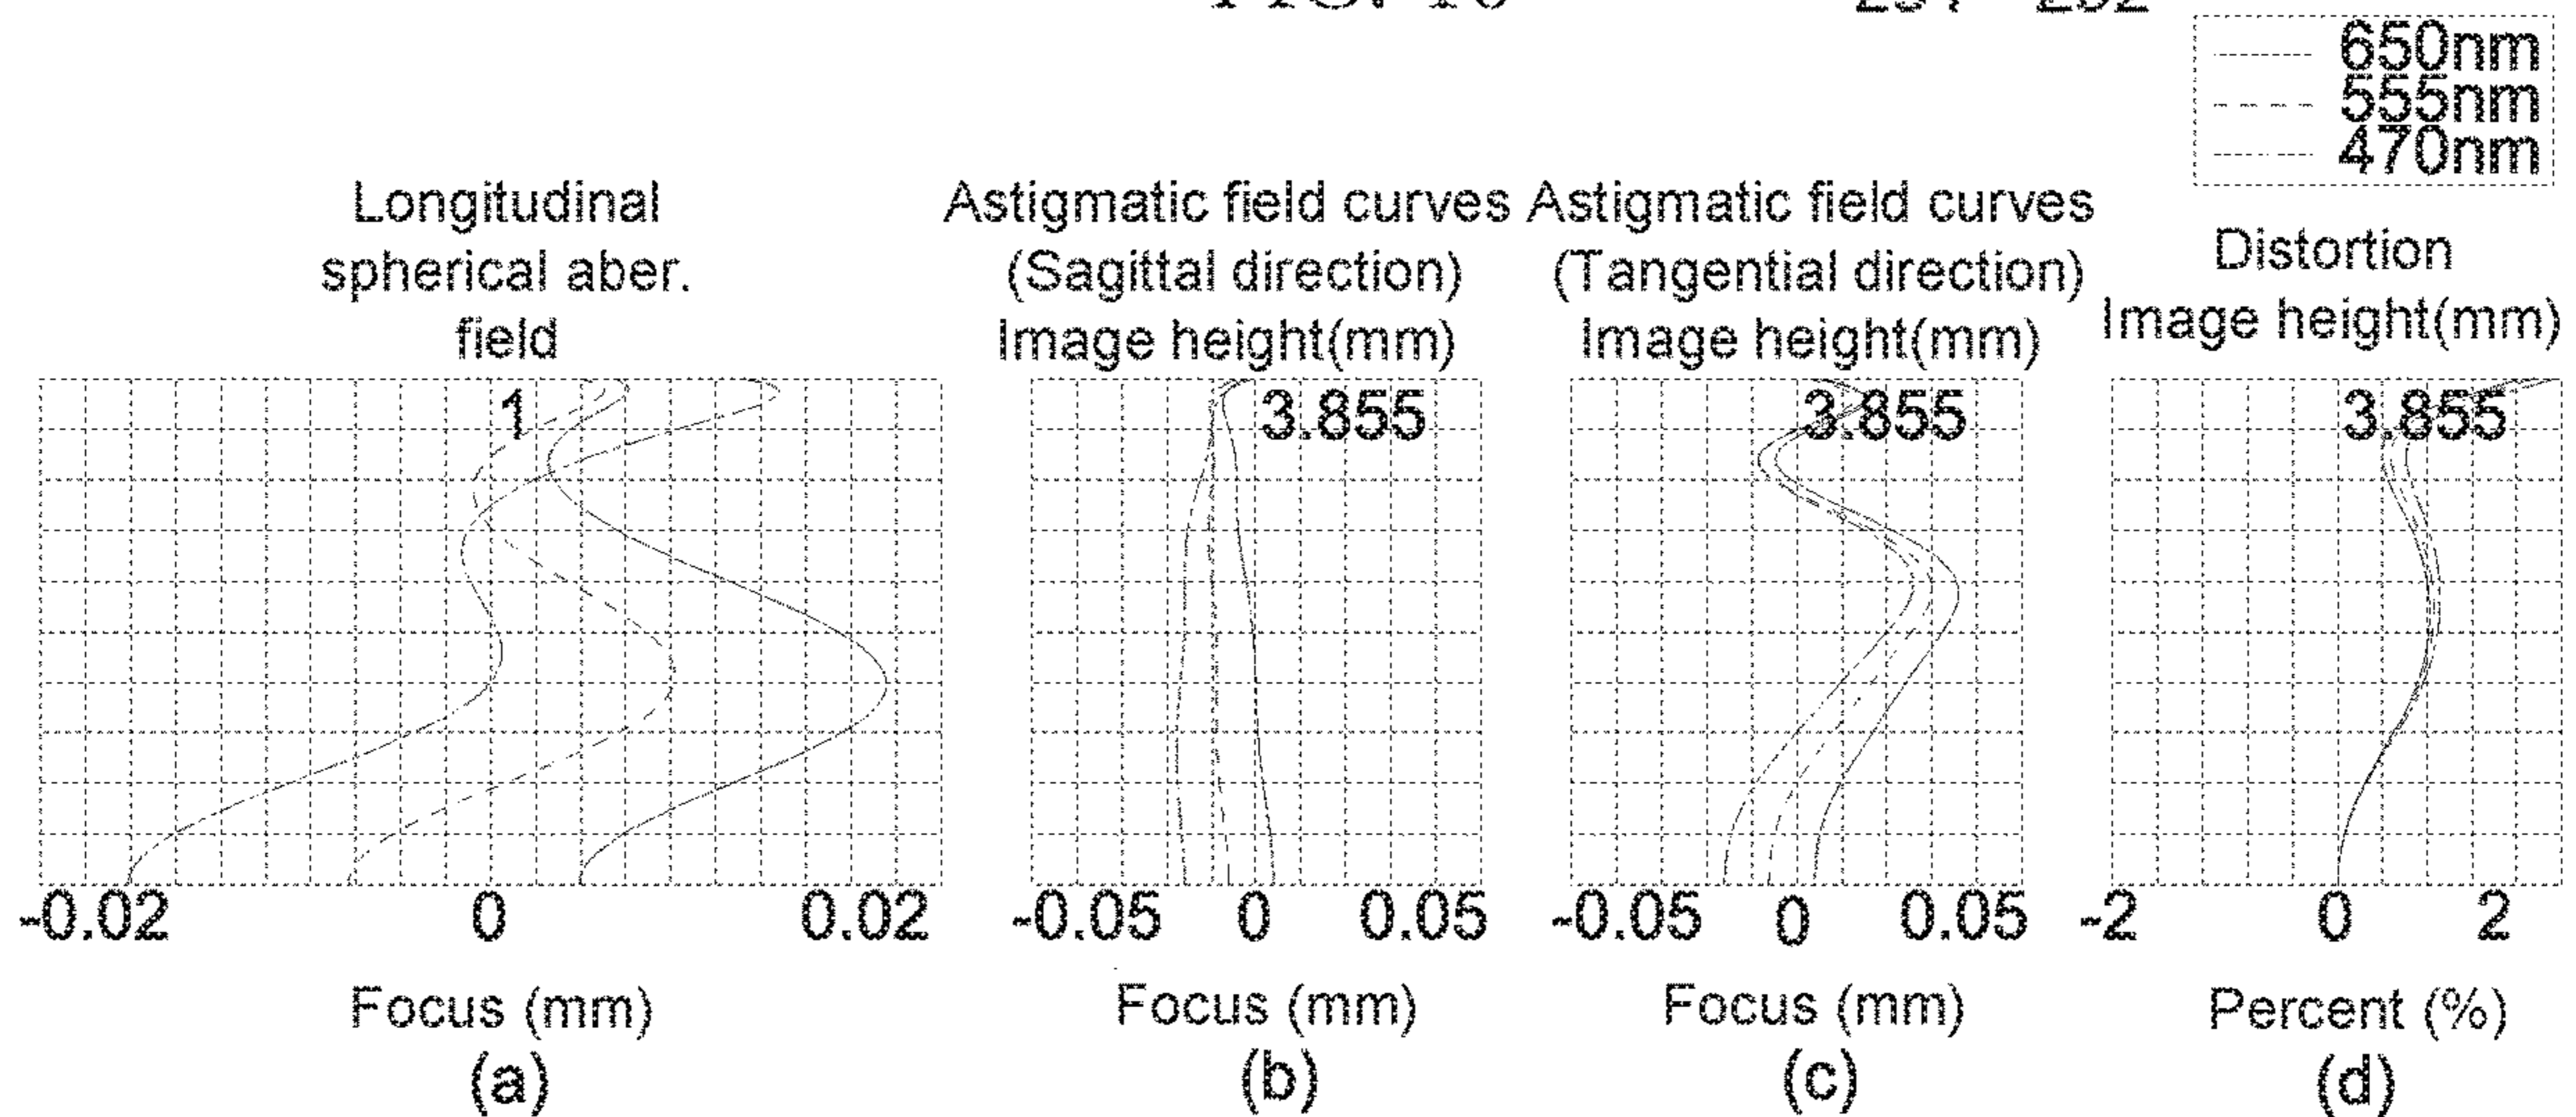 650nm
555nm
470nm
Longitudinal
spherical aber.
field
Astigmatic field curves
(Sagittal direction)
Image height(mm)
Astigmatic field curves
(Tangential direction)
Image height(mm)
Distortion
Image height(mm)
1
3.855
3.855
3.855
-0.02 0 0.02
-0.05 0 0.05
-0.05 0 0.05
-2 0 2
Focus (mm)
Focus (mm)
Focus (mm)
Percent (%)
(a)
(b)
(c)
(d)